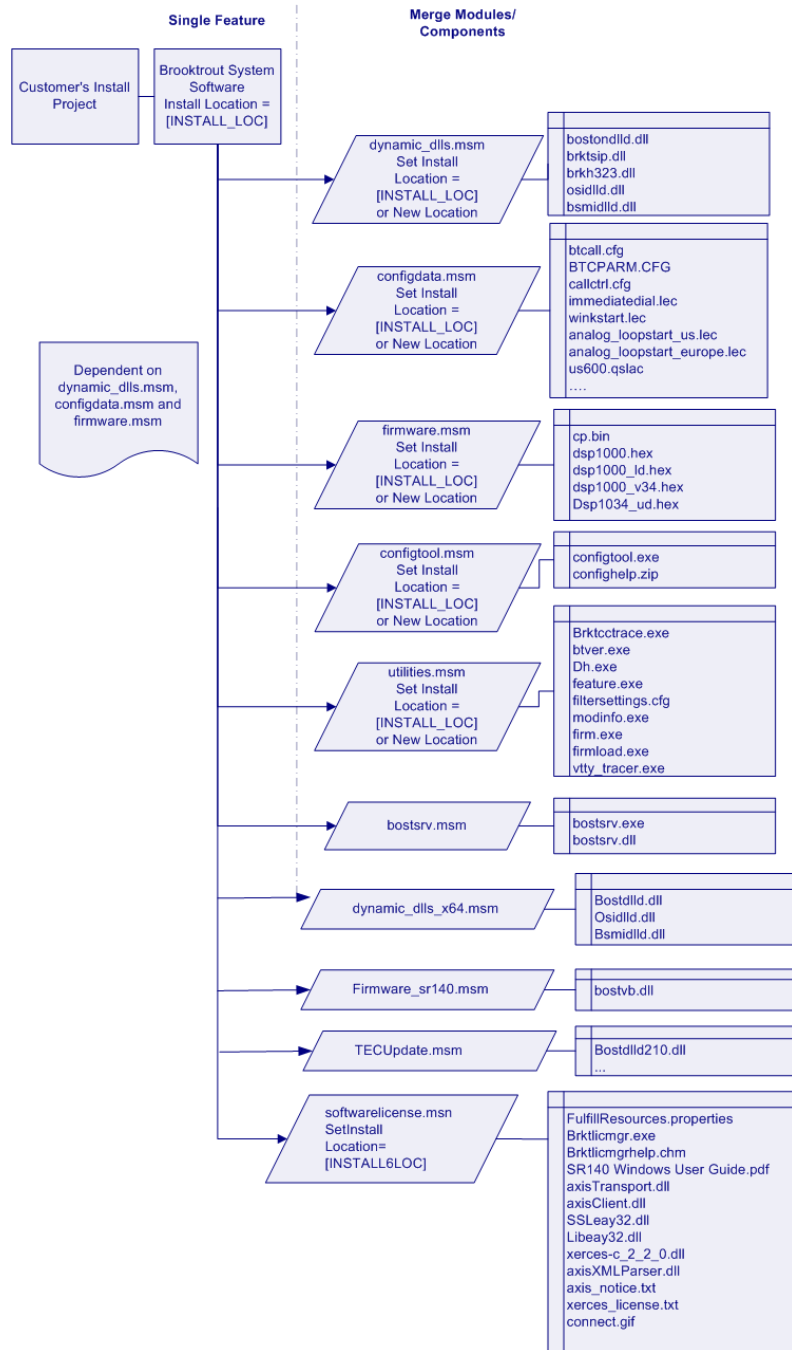 Single Feature
Merge Modules/
Components
Customer's Install
Project
Brooktrout System
Software
Install Location =
[INSTALL_LOC]
dynamic_dlls.msm
Set Install
Location =
[INSTALL_LOC]
or New Location
bostondlld.dll
brktsip.dll
brkh323.dll
osidlld.dll
bsmidlld.dll
configdata.msm
Set Install
Location =
[INSTALL_LOC]
or New Location
btcall.cfg
BTCPARM.CFG
callctrl.cfg
immediatedial.lec
winkstart.lec
analog_loopstart_us.lec
analog_loopstart_europe.lec
us600.qslac
....
Dependent on
dynamic_dlls.msm,
configdata.msm and
firmware.msm
firmware.msm
Set Install
Location =
[INSTALL_LOC]
or New Location
cp.bin
dsp1000.hex
dsp1000_ld.hex
dsp1000_v34.hex
Dsp1034_ud.hex
configtool.msm
Set Install
Location =
[INSTALL_LOC]
or New Location
configtool.exe
confighelp.zip
utilities.msm
Set Install
Location =
[INSTALL_LOC]
or New Location
Brktcctrace.exe
btver.exe
Dh.exe
feature.exe
filtersettings.cfg
modinfo.exe
firm.exe
firmload.exe
vtty_tracer.exe
bostsrv.msm
bostsrv.exe
bostsrv.dll
dynamic_dlls_x64.msm
Bostdlld.dll
Osidlld.dll
Bsmidlld.dll
Firmware_sr140.msm
bostvb.dll
TECUpdate.msm
Bostdlld210.dll
...
softwarelicense.msn
SetInstall
Location=
[INSTALL6LOC]
FulfillResources.properties
Brktlicmgr.exe
Brktlicmgrhelp.chm
SR140 Windows User Guide.pdf
axisTransport.dll
axisClient.dll
SSLeay32.dll
Libeay32.dll
xerces-c_2_2_0.dll
axisXMLParser.dll
axis_notice.txt
xerces_license.txt
connect.gif